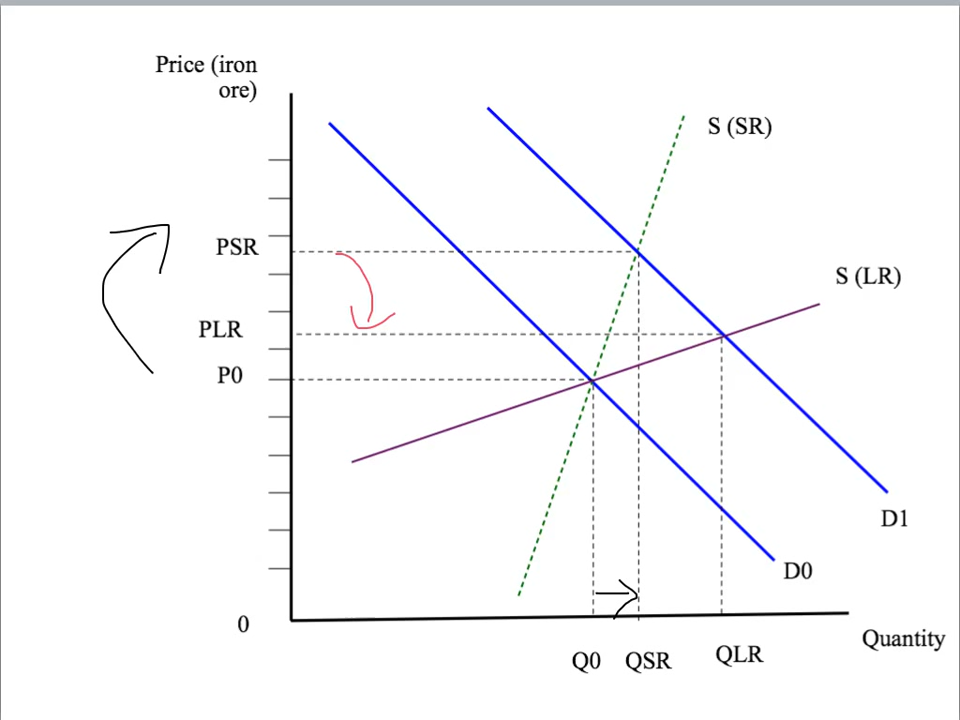 Price (iron
ore)
S (SR)
PSR
S (LR)
PLR
P0
D1
D0
0
Quantity
Q0 QSR QLR